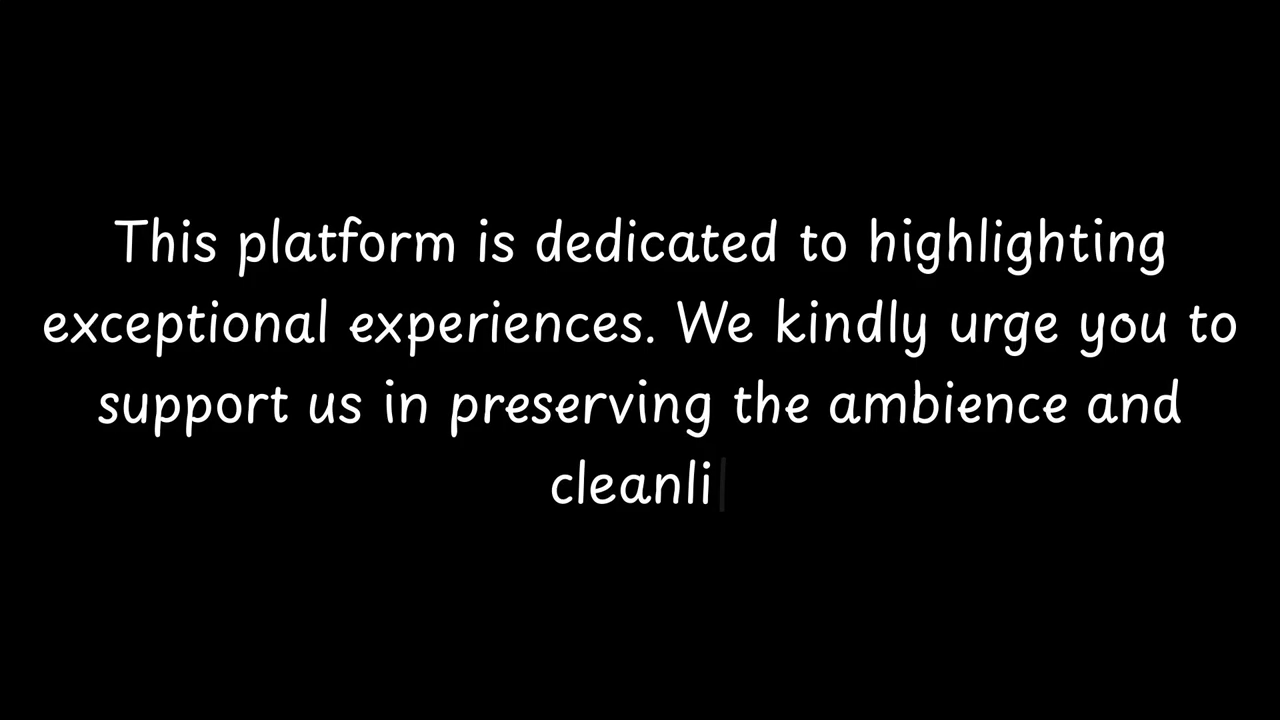 This platform is dedicated to highlighting
exceptional experiences. We kindly urge you to
support us in preserving the ambience and
cleanli